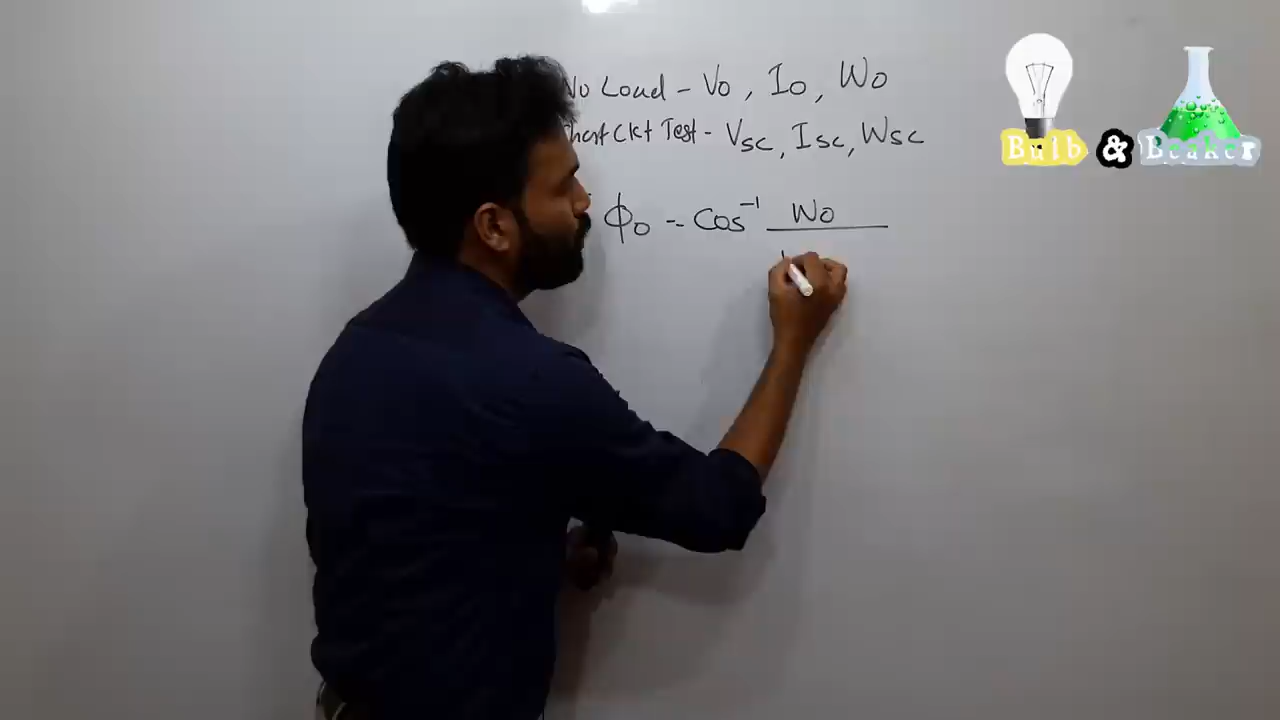 No Load - Vo, Io, Wo
Short Ckt Test - Vsc, Isc, Wsc
ϕo = Cos⁻¹ Wo
Bulb & Beaker